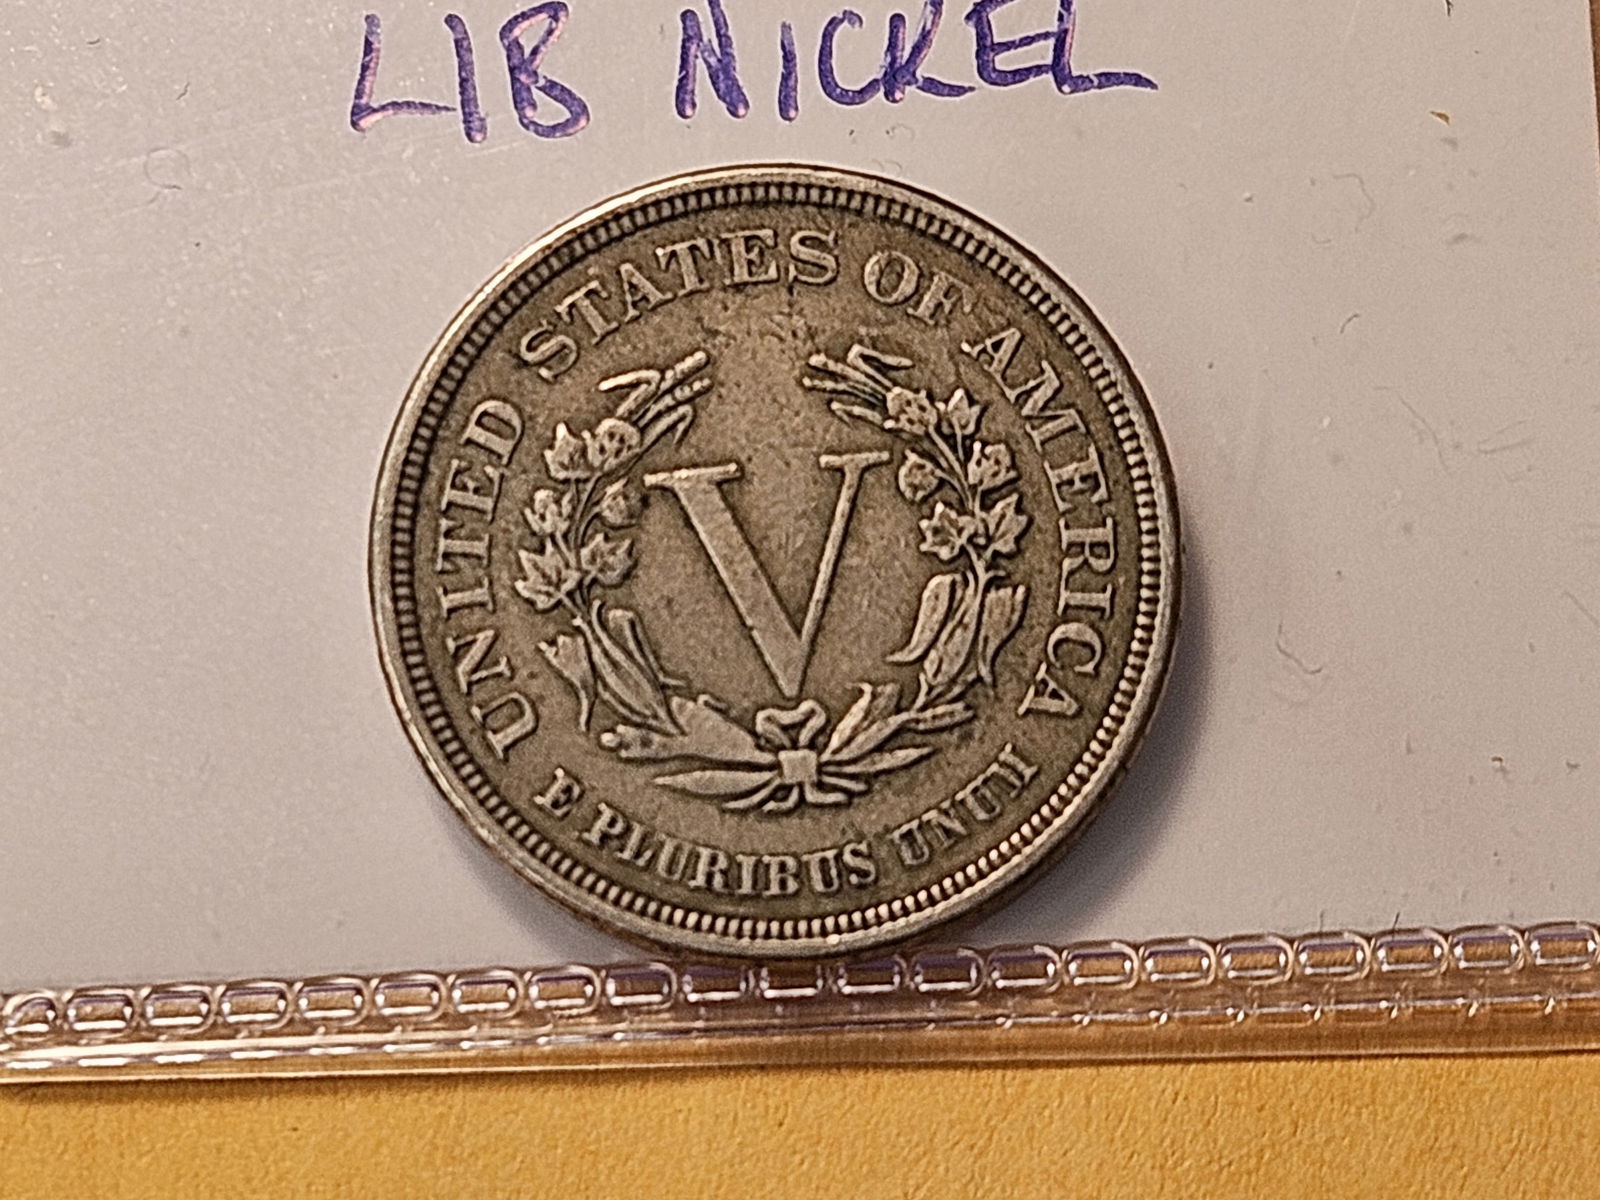 LIB NICKEL
UNITED STATES OF AMERICA
V
E PLURIBUS UNUM